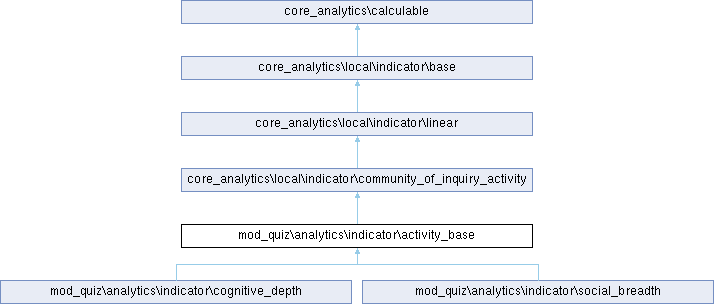 core_analytics\calculable
core_analytics\local\indicator\base
core_analytics\local\indicator\linear
core_analytics\local\indicator\community_of_inquiry_activity
mod_quiz\analytics\indicator\activity_base
mod_quiz\analytics\indicator\cognitive_depth
mod_quiz\analytics\indicator\social_breadth